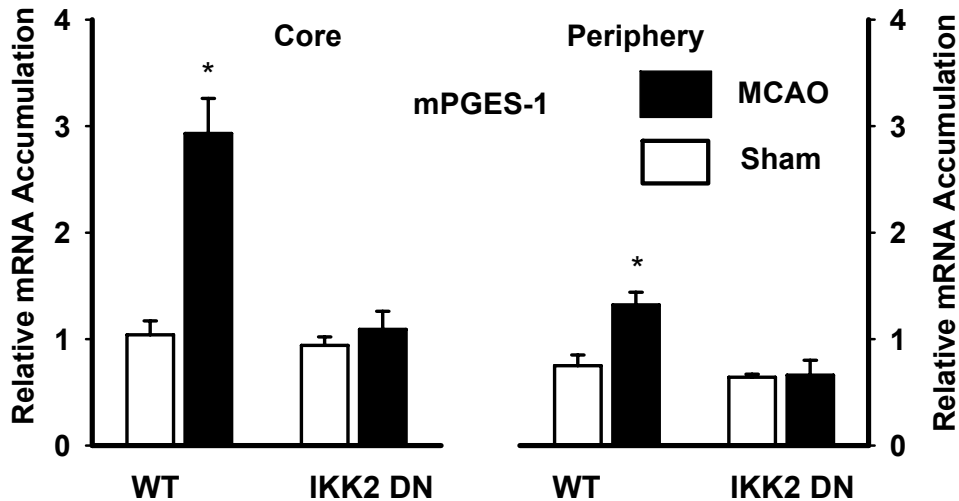 Relative mRNA Accumulation
4
3
2
1
0
Core
Periphery
mPGES-1
MCAO
Sham
*
*
4
3
2
1
0
Relative mRNA Accumulation
WT
IKK2 DN
WT
IKK2 DN